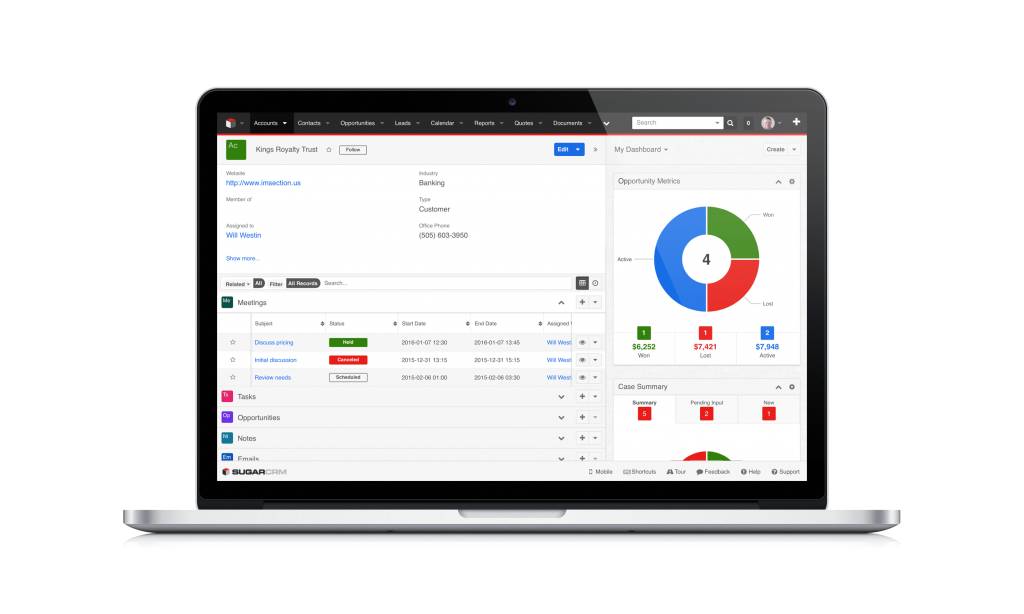 Accounts Contacts Opportunities Leads Calendar Reports Quotes Documents Search 0
Ac
Kings Royalty Trust Follow Edit
Website
http://www.imsection.us
Industry
Banking
Member of
Type
Customer
Assigned to
Will Westin
Office Phone
(505) 603-3950
Show more...
Related All Filter All Records Search...
Me Meetings
Subject Status Start Date End Date Assigned
Discuss pricing Held 2016-01-07 12:30 2016-01-07 13:45 Will West
Initial discussion Canceled 2015-12-31 13:15 2015-12-31 15:15 Will West
Review needs Scheduled 2015-02-06 01:00 2015-02-06 03:30 Will West
Ts Tasks
Op Opportunities
Nt Notes
Em Emails
My Dashboard Create
Opportunity Metrics
Won
Active
4
Lost
1 1 2
$6,252 $7,421 $7,948
Won Lost Active
Case Summary
Summary Pending Input New
5 2 1
SUGARCRM Mobile Shortcuts Tour Feedback Help Support